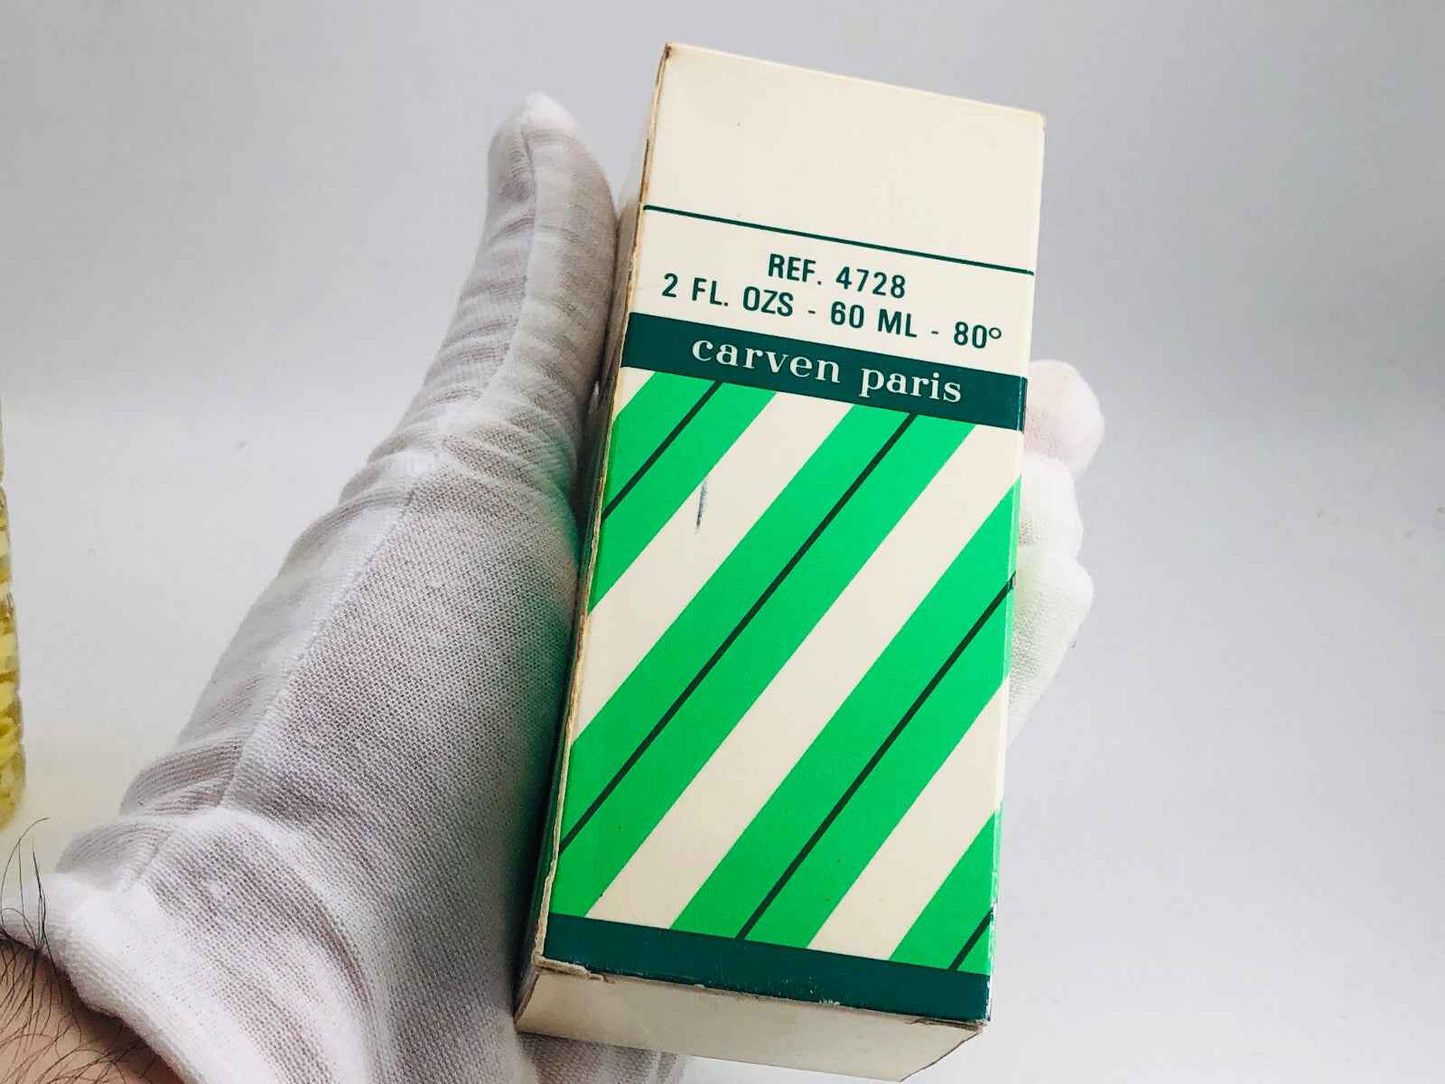 REF. 4728
2 FL. OZS - 60 ML - 80°
carven paris